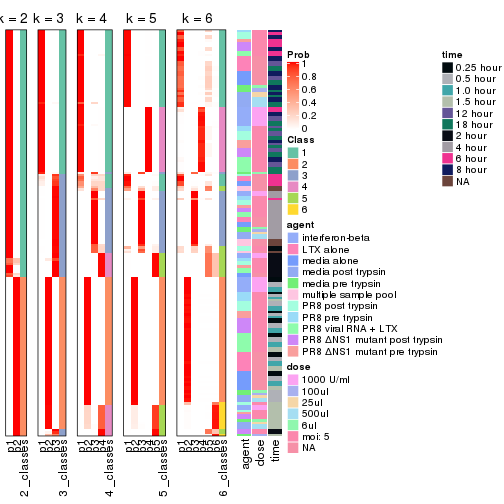 k = 2 k = 3 k = 4 k = 5 k = 6
Prob
1
0.8
0.6
0.4
0.2
0
Class
1
2
3
4
5
6
agent
interferon-beta
LTX alone
media alone
media post trypsin
media pre trypsin
multiple sample pool
PR8 post trypsin
PR8 pre trypsin
PR8 viral RNA + LTX
PR8 ΔNS1 mutant post trypsin
PR8 ΔNS1 mutant pre trypsin
dose
1000 U/ml
100ul
25ul
500ul
6ul
moi: 5
NA
time
0.25 hour
0.5 hour
1.0 hour
1.5 hour
12 hour
18 hour
2 hour
4 hour
6 hour
8 hour
NA
p1
p2
2_classes
p1
p2
p3
3_classes
p1
p2
p3
p4
4_classes
p1
p2
p3
p4
p5
5_classes
p1
p2
p3
p4
p5
p6
6_classes
agent
dose
time